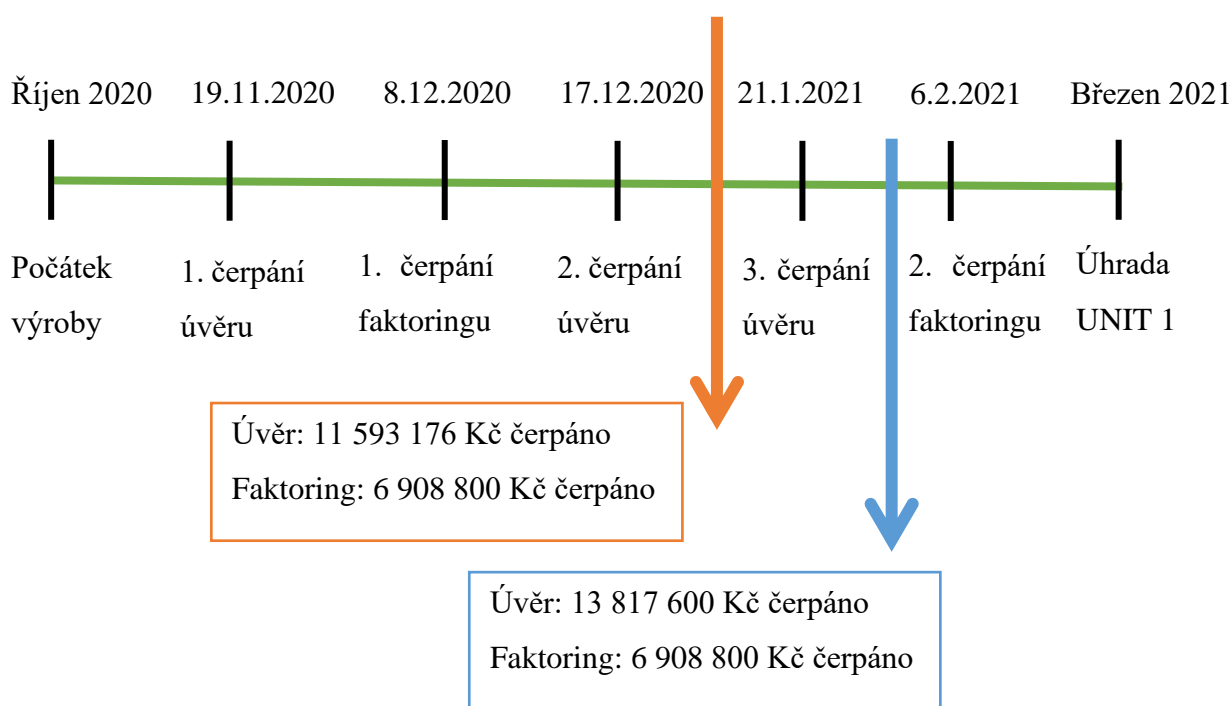 Říjen 2020 19.11.2020 8.12.2020 17.12.2020 21.1.2021 6.2.2021 Březen 2021
Počátek
výroby
1. čerpání
úvěru
1. čerpání
faktoringu
2. čerpání
úvěru
3. čerpání
úvěru
2. čerpání
faktoringu
Úhrada
UNIT 1
Úvěr: 11 593 176 Kč čerpáno
Faktoring: 6 908 800 Kč čerpáno
Úvěr: 13 817 600 Kč čerpáno
Faktoring: 6 908 800 Kč čerpáno